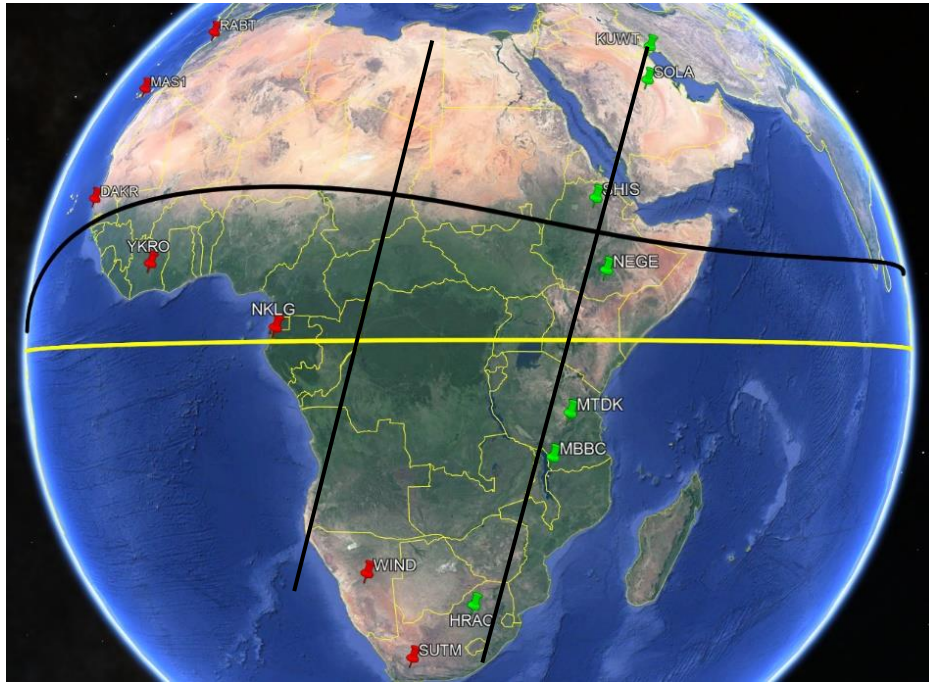 RABT
KUWT
SOLA
MAS1
DAKR
SHIS
YKRO
NEGE
NKLG
MTDK
MBBC
WIND
HRAO
SUTM